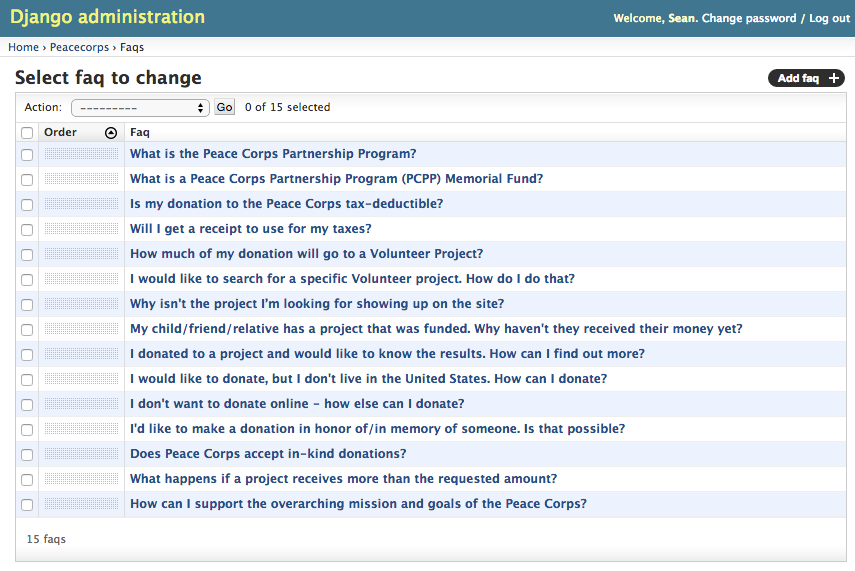 Django administration
Welcome, Sean. Change password / Log out
Home › Peacecorps › Faqs
Select faq to change
Add faq +
Action: --------- Go 0 of 15 selected
Order Faq
What is the Peace Corps Partnership Program?
What is a Peace Corps Partnership Program (PCPP) Memorial Fund?
Is my donation to the Peace Corps tax-deductible?
Will I get a receipt to use for my taxes?
How much of my donation will go to a Volunteer Project?
I would like to search for a specific Volunteer project. How do I do that?
Why isn't the project I'm looking for showing up on the site?
My child/friend/relative has a project that was funded. Why haven't they received their money yet?
I donated to a project and would like to know the results. How can I find out more?
I would like to donate, but I don't live in the United States. How can I donate?
I don't want to donate online - how else can I donate?
I'd like to make a donation in honor of/in memory of someone. Is that possible?
Does Peace Corps accept in-kind donations?
What happens if a project receives more than the requested amount?
How can I support the overarching mission and goals of the Peace Corps?
15 faqs